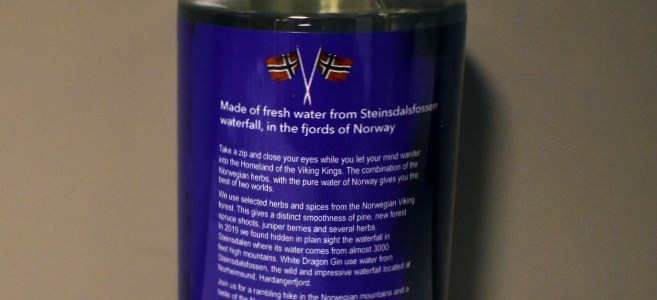 Made of fresh water from Steinsdalsfossen
waterfall, in the fjords of Norway
Take a zip and close your eyes while you let your mind wander
into the Homeland of the Viking Kings. The combination of the
Norwegian herbs, with the pure water of Norway gives you the
best of two worlds.
We use selected herbs and spices from the Norwegian Viking
forest. This gives a distinct smoothness of pine, new forest
spruce shoots, juniper berries and several herbs.
In 2019 we found hidden in plain sight the waterfall in
Steinsdalen where its water comes from almost 3000
feet high mountains. White Dragon Gin use water from
Steinsdalsfossen, the wild and impressive waterfall located at
Norheimsund, Hardangerfjord.
Join us for a rambling hike in the Norwegian mountains and a
taste of the